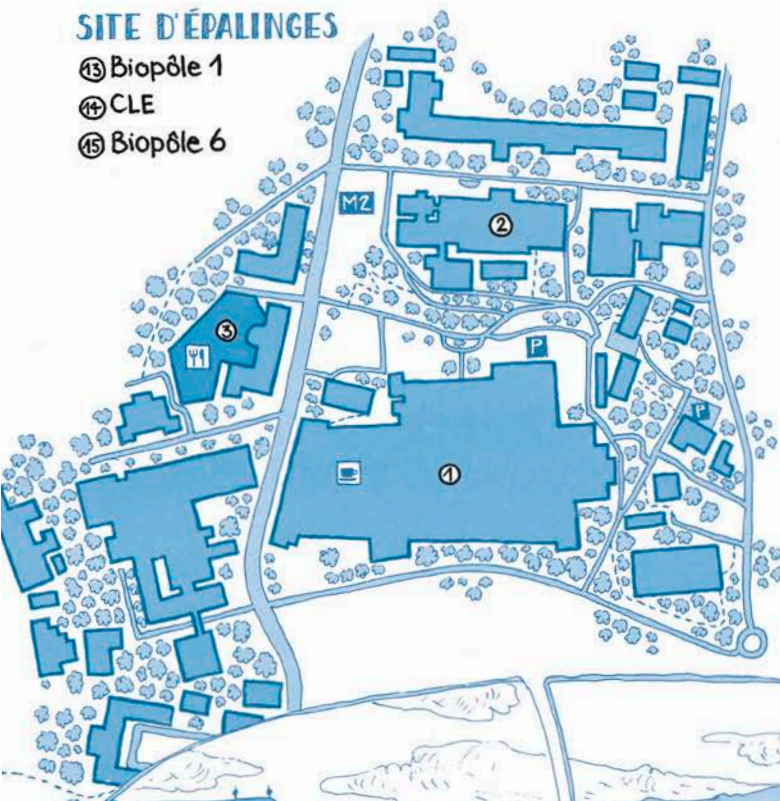 SITE D'ÉPALINGES
13 Biopôle 1
14 CLE
15 Biopôle 6
M2
2
3
P
P
1